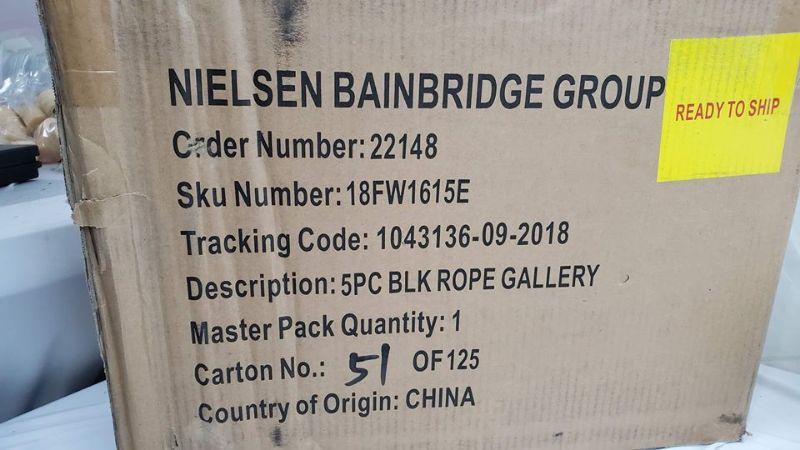 NIELSEN BAINBRIDGE GROUP
READY TO SHIP
Order Number: 22148
Sku Number: 18FW1615E
Tracking Code: 1043136-09-2018
Description: 5PC BLK ROPE GALLERY
Master Pack Quantity: 1
Carton No.: 51 OF 125
Country of Origin: CHINA